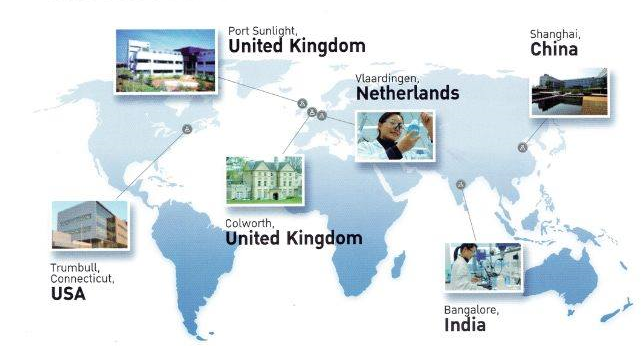 Port Sunlight,
United Kingdom
Shanghai,
China
Vlaardingen,
Netherlands
Colworth,
United Kingdom
Trumbull,
Connecticut,
USA
Bangalore,
India